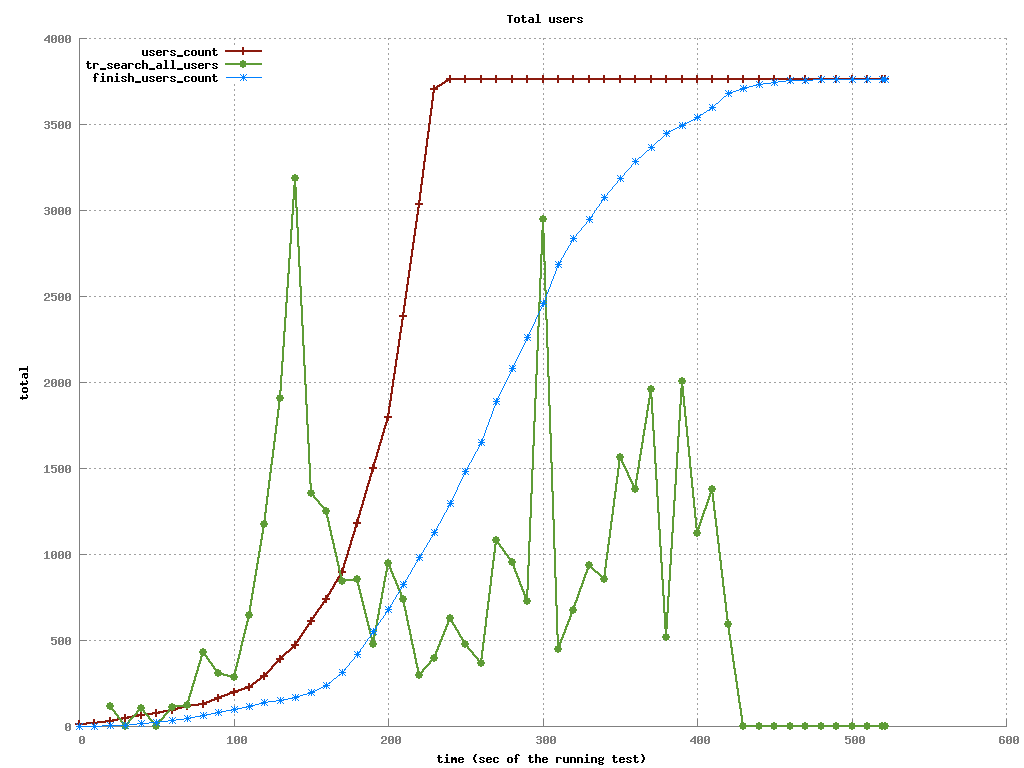 Total users
users_count
tr_search_all_users
finish_users_count
4000
3500
3000
2500
2000
1500
1000
500
0
total
0 100 200 300 400 500 600
time (sec of the running test)